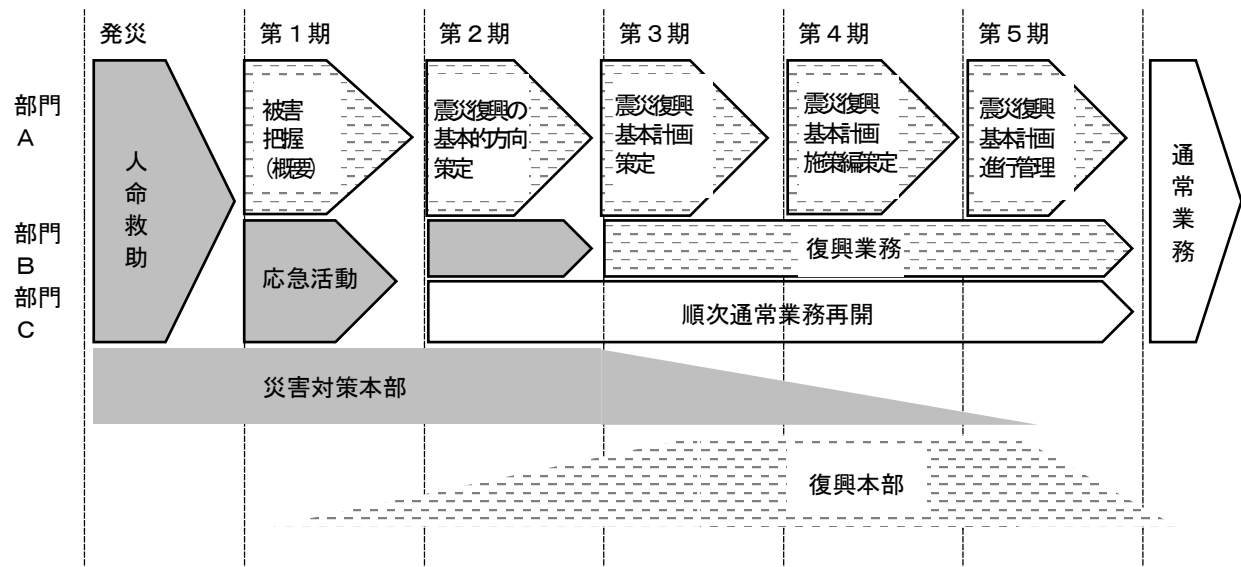 発災
第１期
第２期
第３期
第４期
第５期
部門
A
部門
B
部門
C
人命救助
被害
把握
(概要)
震災復興の
基本的方向
策定
震災復興
基本計画
策定
震災復興
基本計画
施策編策定
震災復興
基本計画
進行管理
通常業務
応急活動
復興業務
順次通常業務再開
災害対策本部
復興本部